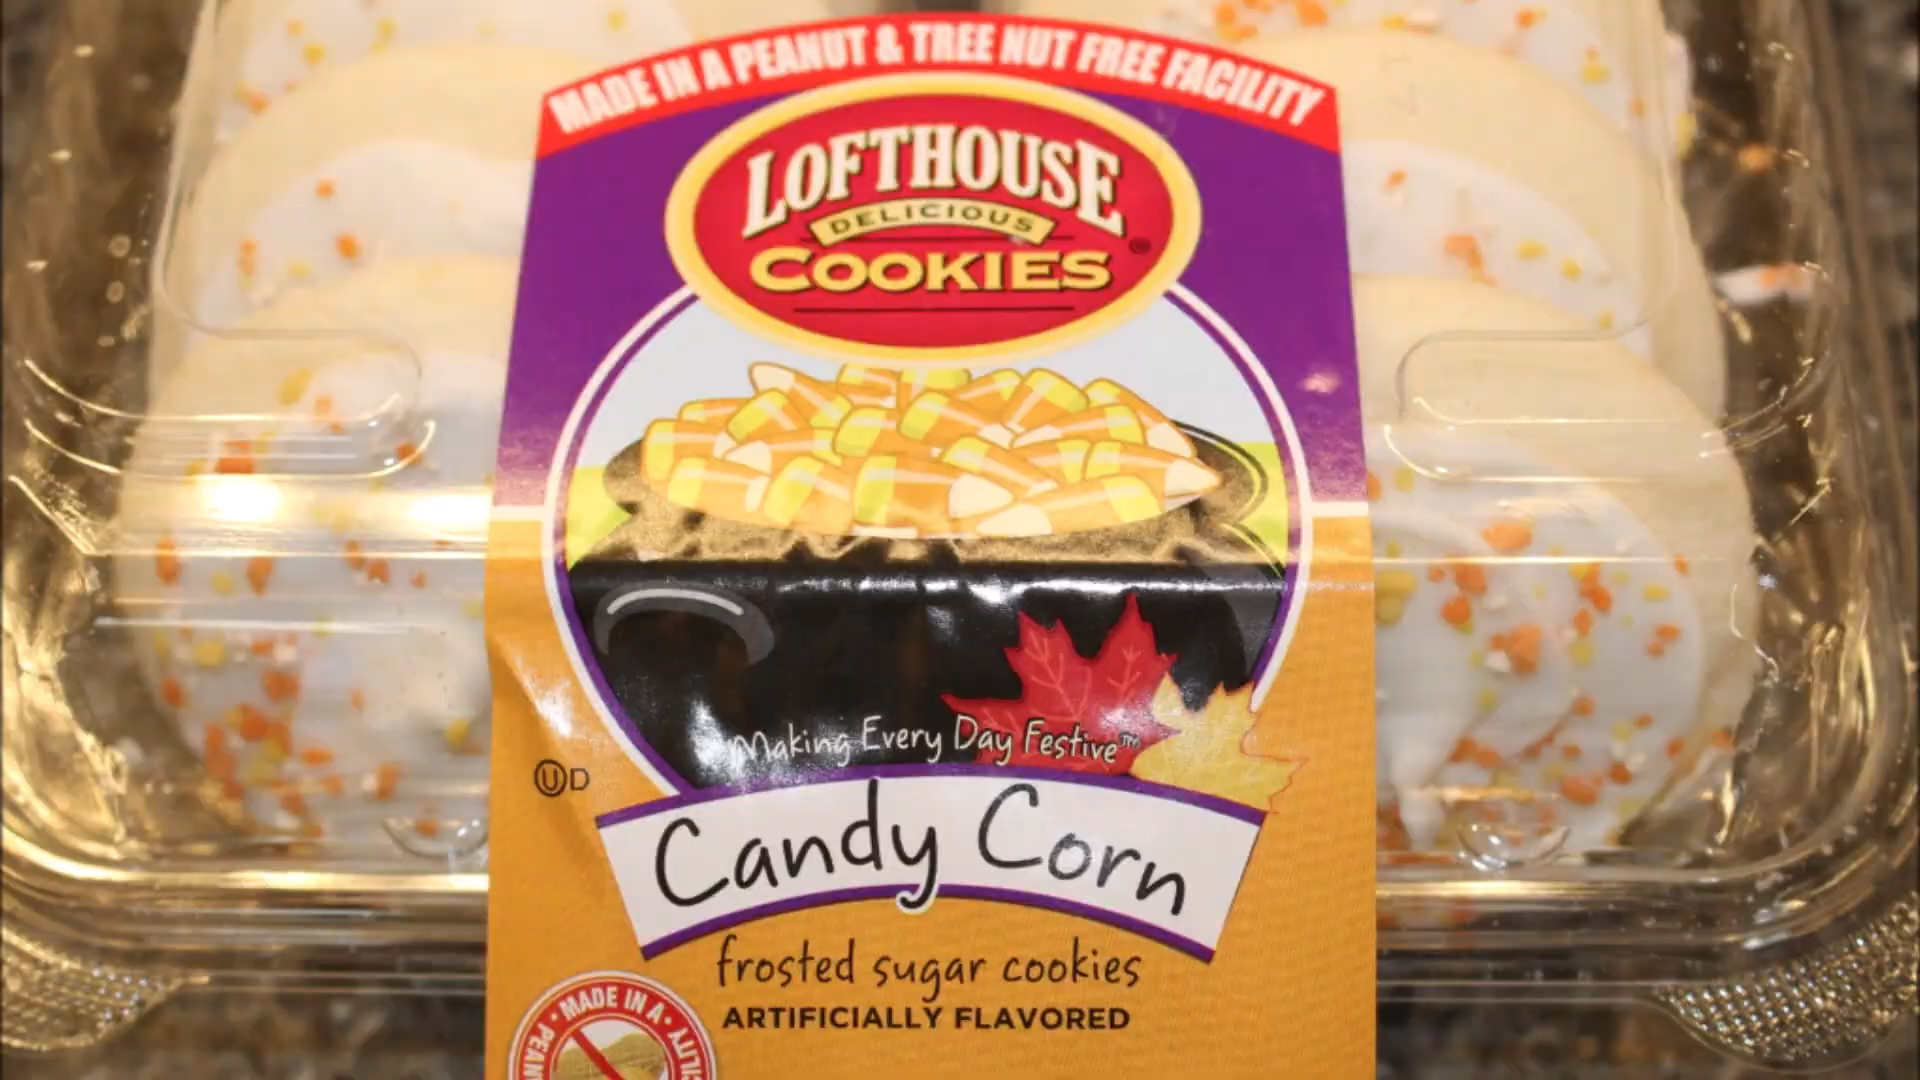 MADE IN A PEANUT & TREE NUT FREE FACILITY
LOFTHOUSE
DELICIOUS
COOKIES®
Making Every Day Festive™
Ⓤ D
Candy Corn
frosted sugar cookies
ARTIFICIALLY FLAVORED
MADE IN A